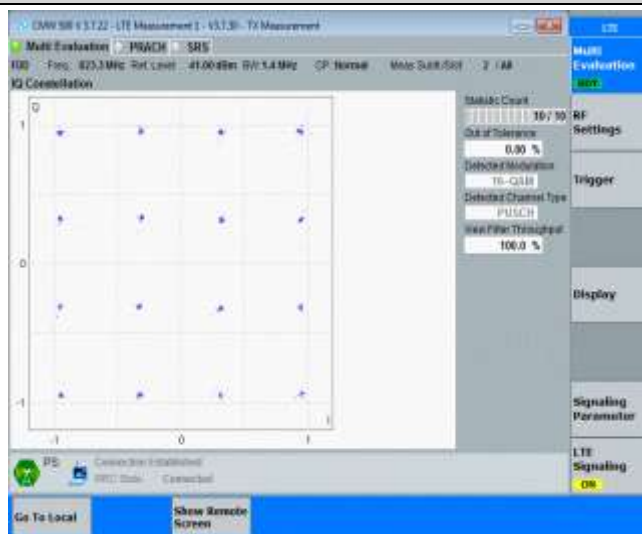 CMW 500 V 3.7.22 - LTE Measurement 1 - V3.7.30 - TX Measurement
LTE
Multi Evaluation PRACH SRS
Multi
Evaluation
RDY
FDD Freq: 823.3 MHz Ref. Level: 41.00 dBm BW: 1.4 MHz CP: Normal Meas Subfr/Slot 2 / All
IQ Constellation
Q
Statistic Count
10 / 10
Out of Tolerance
0.00 %
Detected Modulation
16-QAM
Detected Channel Type
PUSCH
View Filter Throughput
100.0 %
RF
Settings
Trigger
Display
Signaling
Parameter
LTE
Signaling
ON
1
0
-1
I
-1 0 1
PS: Connection Established
RRC State Connected
Go To Local
Show Remote
Screen